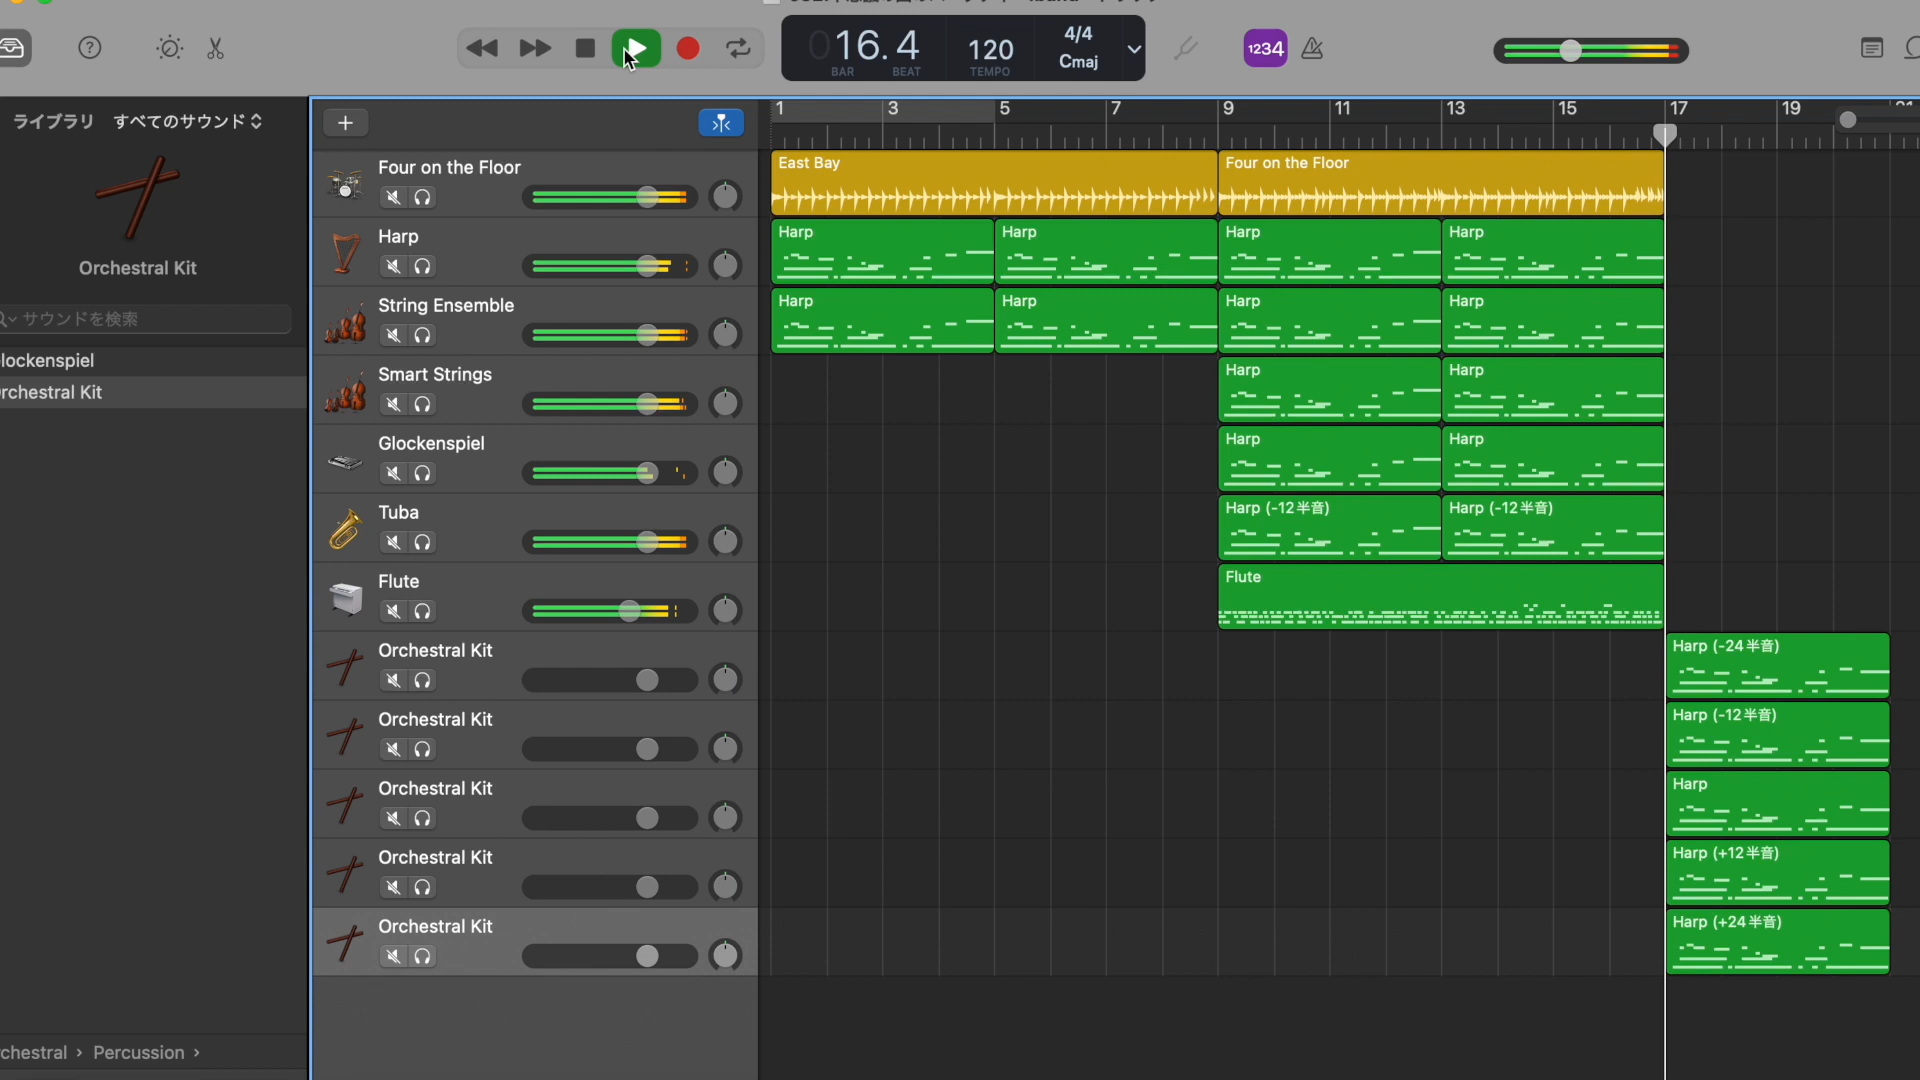 016.4
BAR
BEAT
120
TEMPO
4/4
Cmaj
1234
ライブラリ すべてのサウンド
Orchestral Kit
サウンドを検索
lockenspiel
rchestral Kit
chestral › Percussion ›
1 3 5 7 9 11 13 15 17 19
Four on the Floor
East Bay
Four on the Floor
Harp
Harp
Harp
Harp
Harp
String Ensemble
Harp
Harp
Harp
Harp
Smart Strings
Harp
Harp
Glockenspiel
Harp
Harp
Tuba
Harp (-12半音)
Harp (-12半音)
Flute
Flute
Orchestral Kit
Harp (-24半音)
Orchestral Kit
Harp (-12半音)
Orchestral Kit
Harp
Orchestral Kit
Harp (+12半音)
Orchestral Kit
Harp (+24半音)